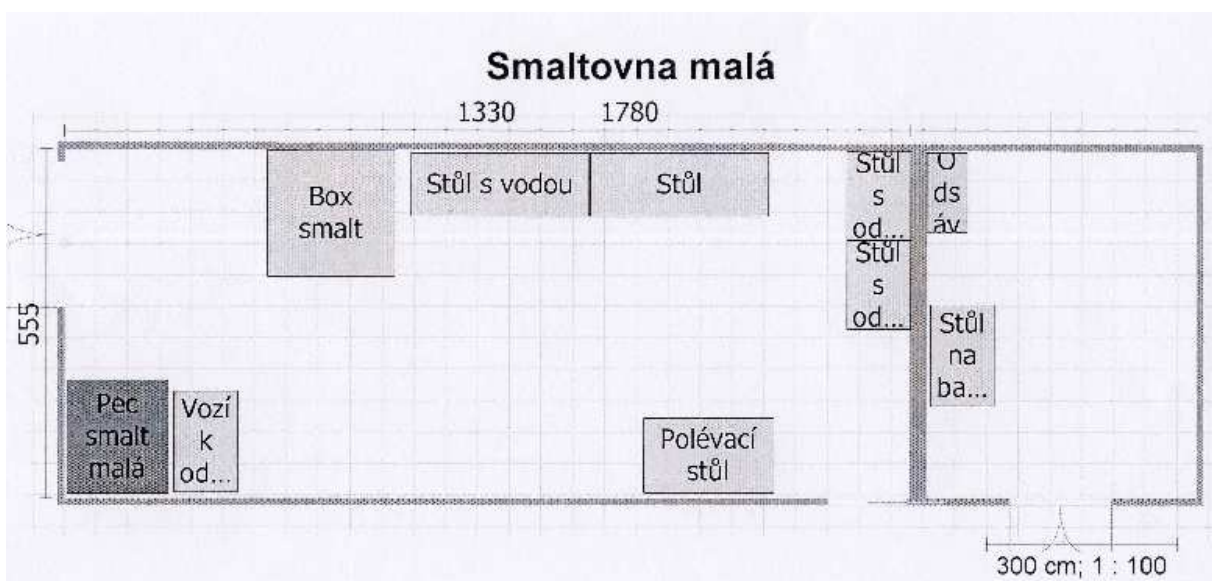 Smaltovna malá
1330
1780
Box
smalt
Stůl s vodou
Stůl
Stůl
s
od...
O
ds
áv
Stůl
s
od...
555
Stůl
na
ba...
Pec
smalt
malá
Vozí
k
od...
Polévací
stůl
300 cm; 1 : 100